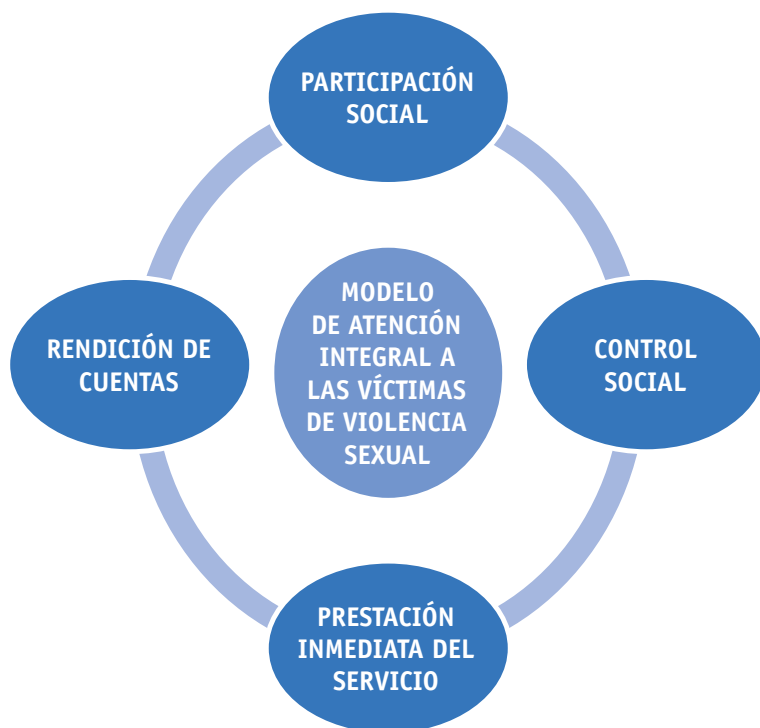 PARTICIPACIÓN
SOCIAL
RENDICIÓN DE
CUENTAS
MODELO
DE ATENCIÓN
INTEGRAL A
LAS VÍCTIMAS
DE VIOLENCIA
SEXUAL
CONTROL
SOCIAL
PRESTACIÓN
INMEDIATA DEL
SERVICIO